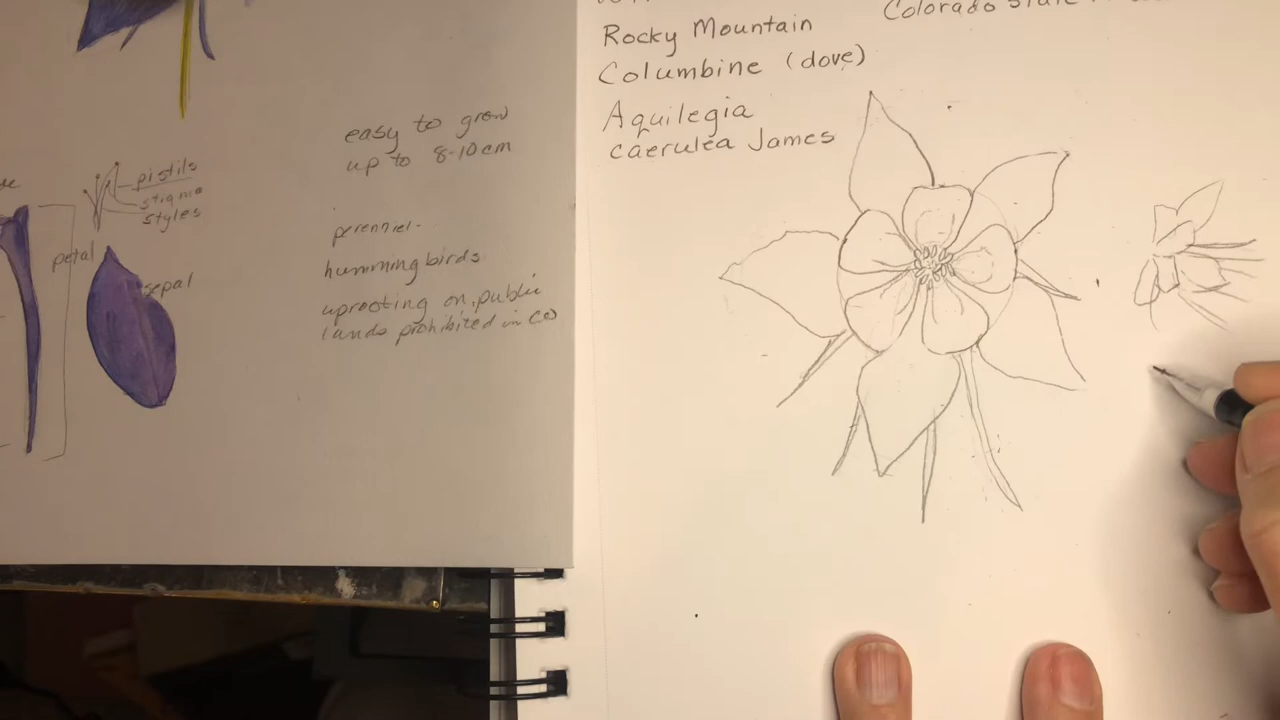 pistils
stigma
styles
petal
sepal
easy to grow
up to 8-10cm
perenniel-
hummingbirds
uprooting on public
lands prohibited in CO
Rocky Mountain
Columbine (dove)
Aquilegia
caerulea James
Colorado State